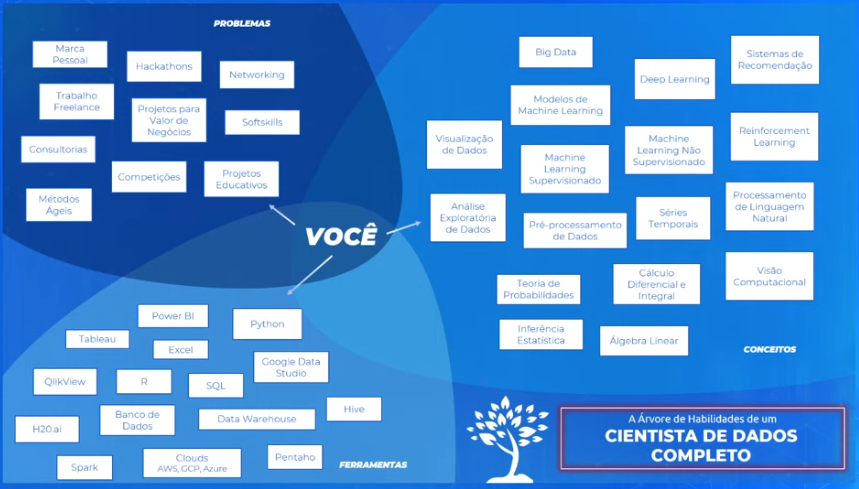 PROBLEMAS
Marca
Pessoal
Hackathons
Networking
Trabalho
Freelance
Projetos para
Valor de
Negócios
Softskills
Consultorias
Competições
Projetos
Educativos
Métodos
Ágeis
VOCÊ
Big Data
Deep Learning
Sistemas de
Recomendação
Modelos de
Machine Learning
Visualização
de Dados
Machine
Learning
Supervisionado
Machine
Learning Não
Supervisionado
Reinforcement
Learning
Análise
Exploratória
de Dados
Pré-processamento
de Dados
Séries
Temporais
Processamento
de Linguagem
Natural
Teoria de
Probabilidades
Cálculo
Diferencial e
Integral
Visão
Computacional
Inferência
Estatística
Álgebra Linear
CONCEITOS
Power BI
Python
Tableau
Excel
Google Data
Studio
QlikView
R
SQL
H20.ai
Banco de
Dados
Data Warehouse
Hive
Spark
Clouds
AWS, GCP, Azure
Pentaho
FERRAMENTAS
A Árvore de Habilidades de um
CIENTISTA DE DADOS
COMPLETO